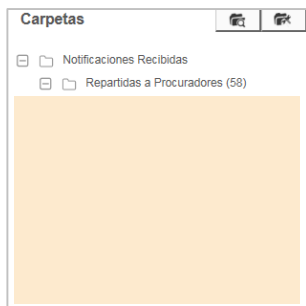 Carpetas
Notificaciones Recibidas
Repartidas a Procuradores (58)